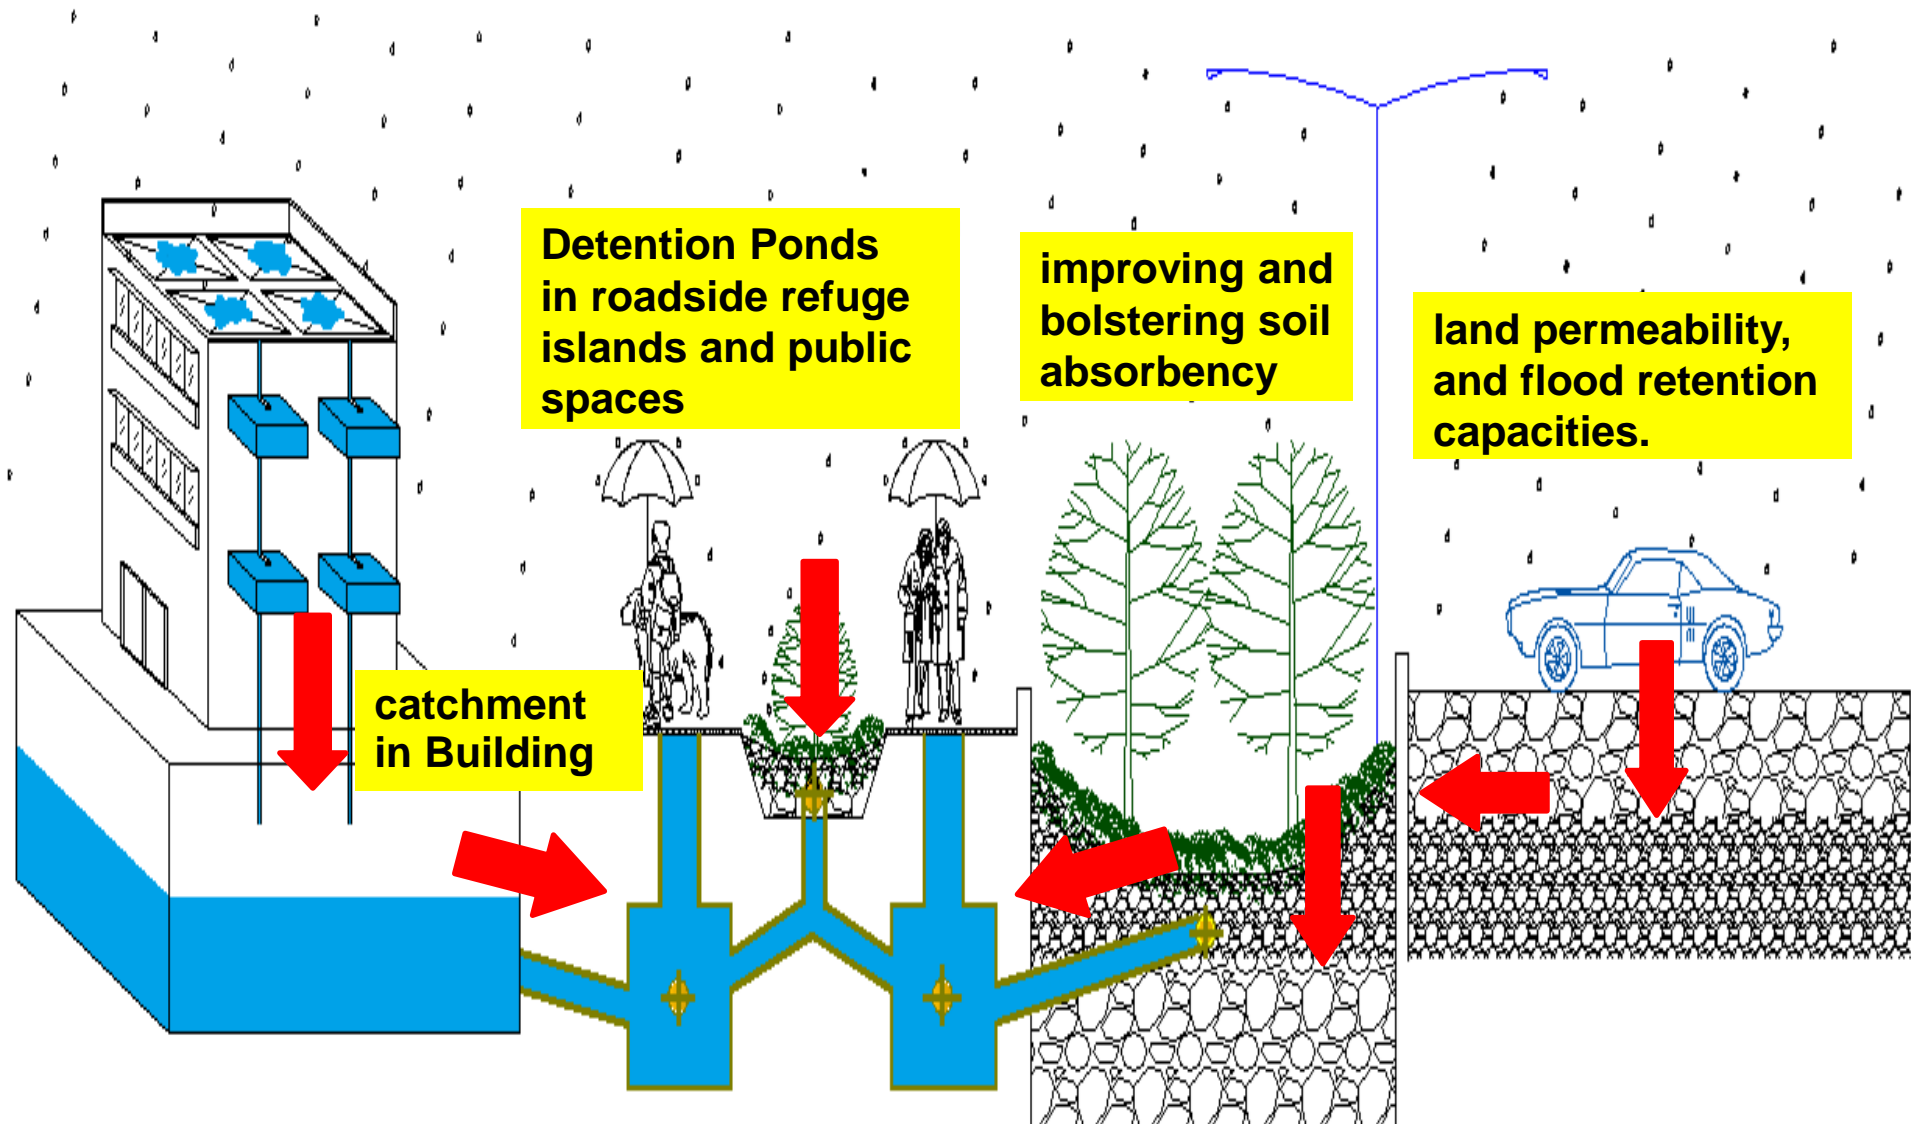 Detention Ponds
in roadside refuge
islands and public
spaces
improving and
bolstering soil
absorbency
land permeability,
and flood retention
capacities.
catchment
in Building